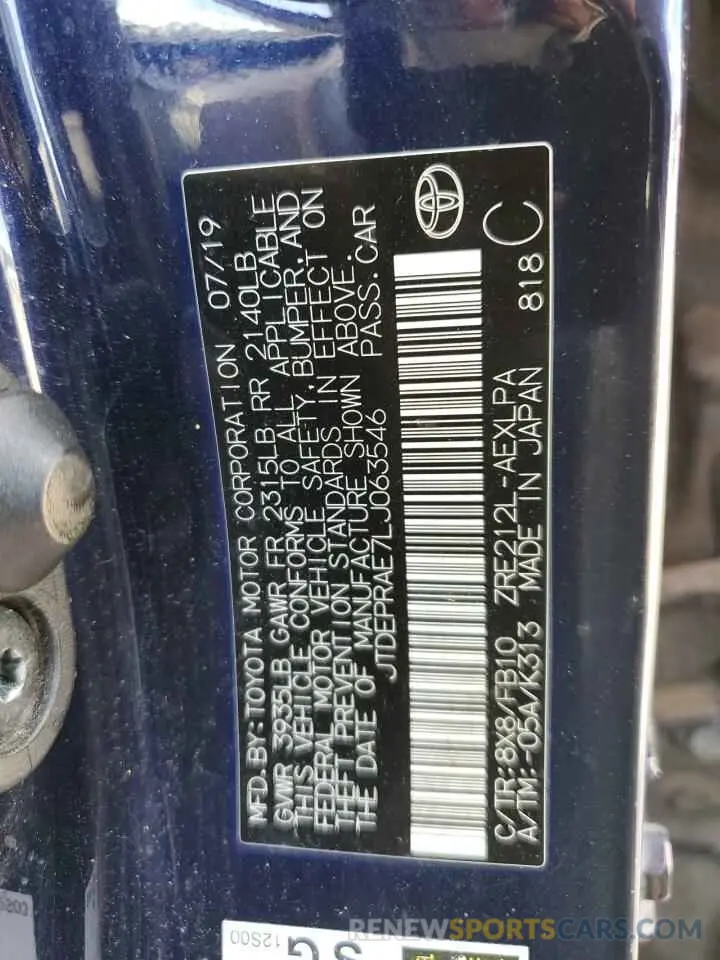 MFD. BY: TOYOTA MOTOR CORPORATION 07/19
GVWR 3935LB GAWR FR 2315LB RR 2140LB
THIS VEHICLE CONFORMS TO ALL APPLICABLE
FEDERAL MOTOR VEHICLE SAFETY, BUMPER, AND
THEFT PREVENTION STANDARDS IN EFFECT ON
THE DATE OF MANUFACTURE SHOWN ABOVE.
JTDEPRAE7LJ063546 PASS. CAR
C/TR: 8X8/FB10 ZRE212L-AEXLPA 818 C
A/TM: -05A/K313 MADE IN JAPAN
12S00
RENEWSPORTSCARS.COM